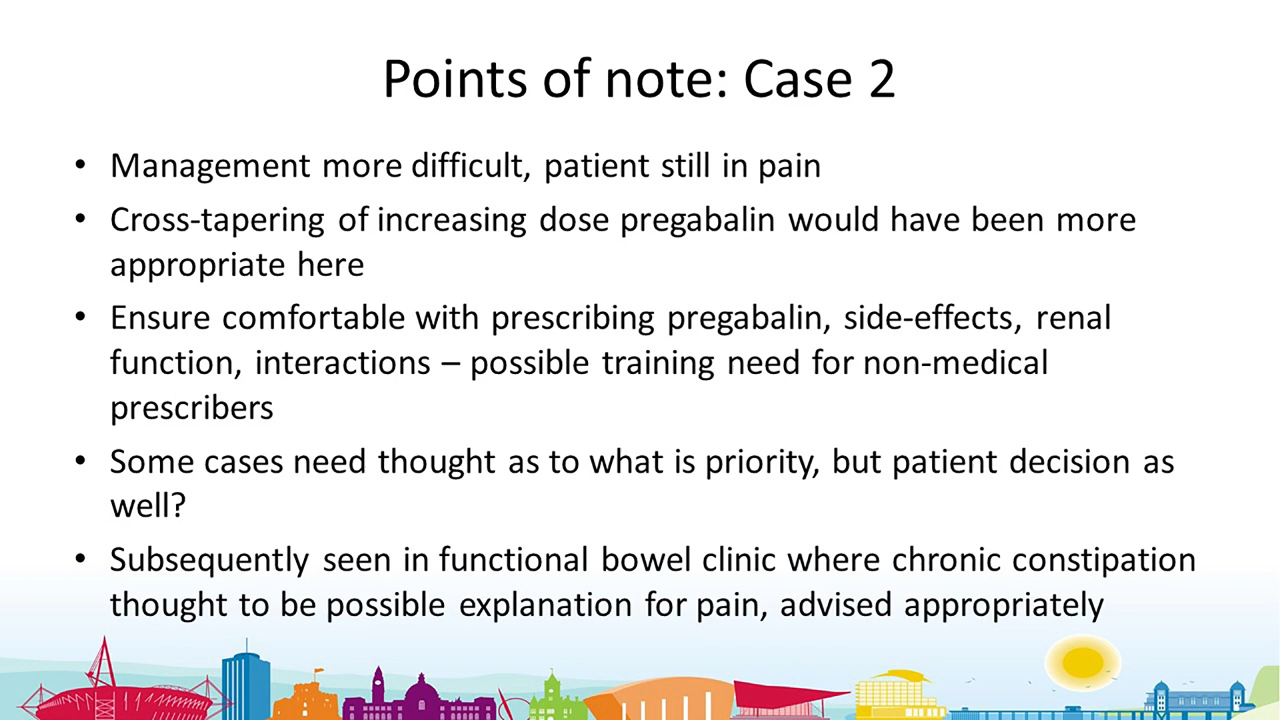 Points of note: Case 2
• Management more difficult, patient still in pain
• Cross-tapering of increasing dose pregabalin would have been more
appropriate here
• Ensure comfortable with prescribing pregabalin, side-effects, renal
function, interactions – possible training need for non-medical
prescribers
• Some cases need thought as to what is priority, but patient decision as
well?
• Subsequently seen in functional bowel clinic where chronic constipation
thought to be possible explanation for pain, advised appropriately